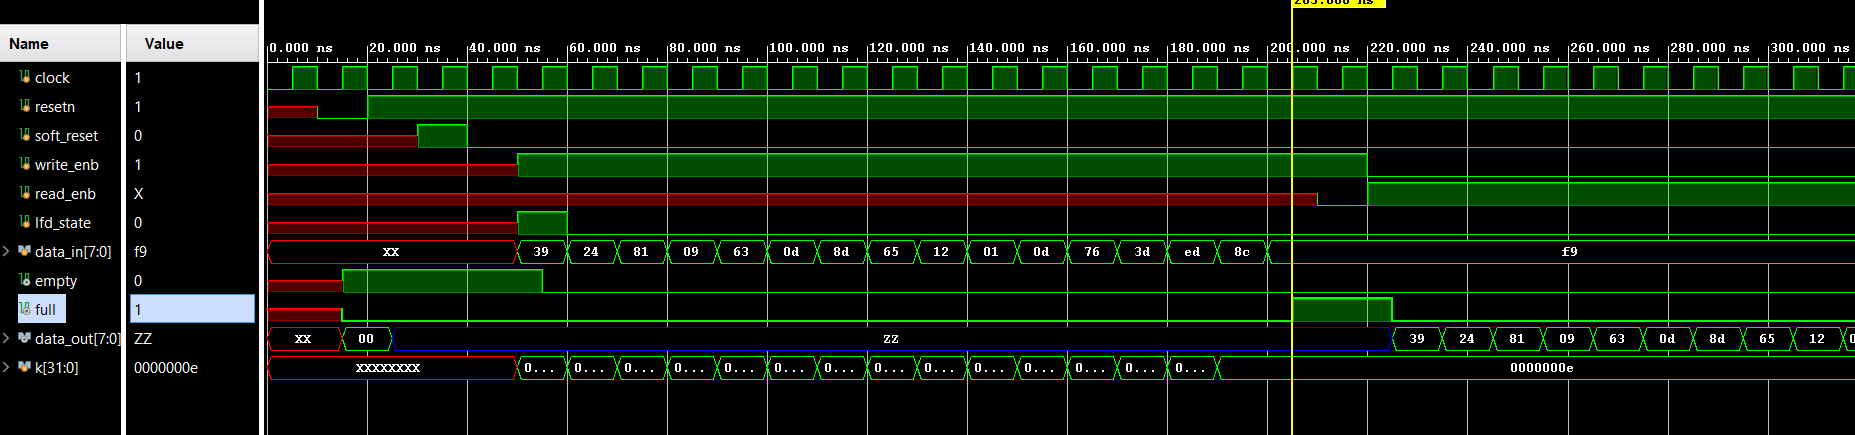 205.000 ns
Name Value
0.000 ns 20.000 ns 40.000 ns 60.000 ns 80.000 ns 100.000 ns 120.000 ns 140.000 ns 160.000 ns 180.000 ns 200.000 ns 220.000 ns 240.000 ns 260.000 ns 280.000 ns 300.000 ns
clock 1
resetn 1
soft_reset 0
write_enb 1
read_enb X
lfd_state 0
data_in[7:0] f9 XX 39 24 81 09 63 0d 8d 65 12 01 0d 76 3d ed 8c f9
empty 0
full 1
data_out[7:0] ZZ XX 00 ZZ 39 24 81 09 63 0d 8d 65 12
k[31:0] 0000000e XXXXXXXX 0... 0... 0... 0... 0... 0... 0... 0... 0... 0... 0... 0... 0... 0... 0000000e